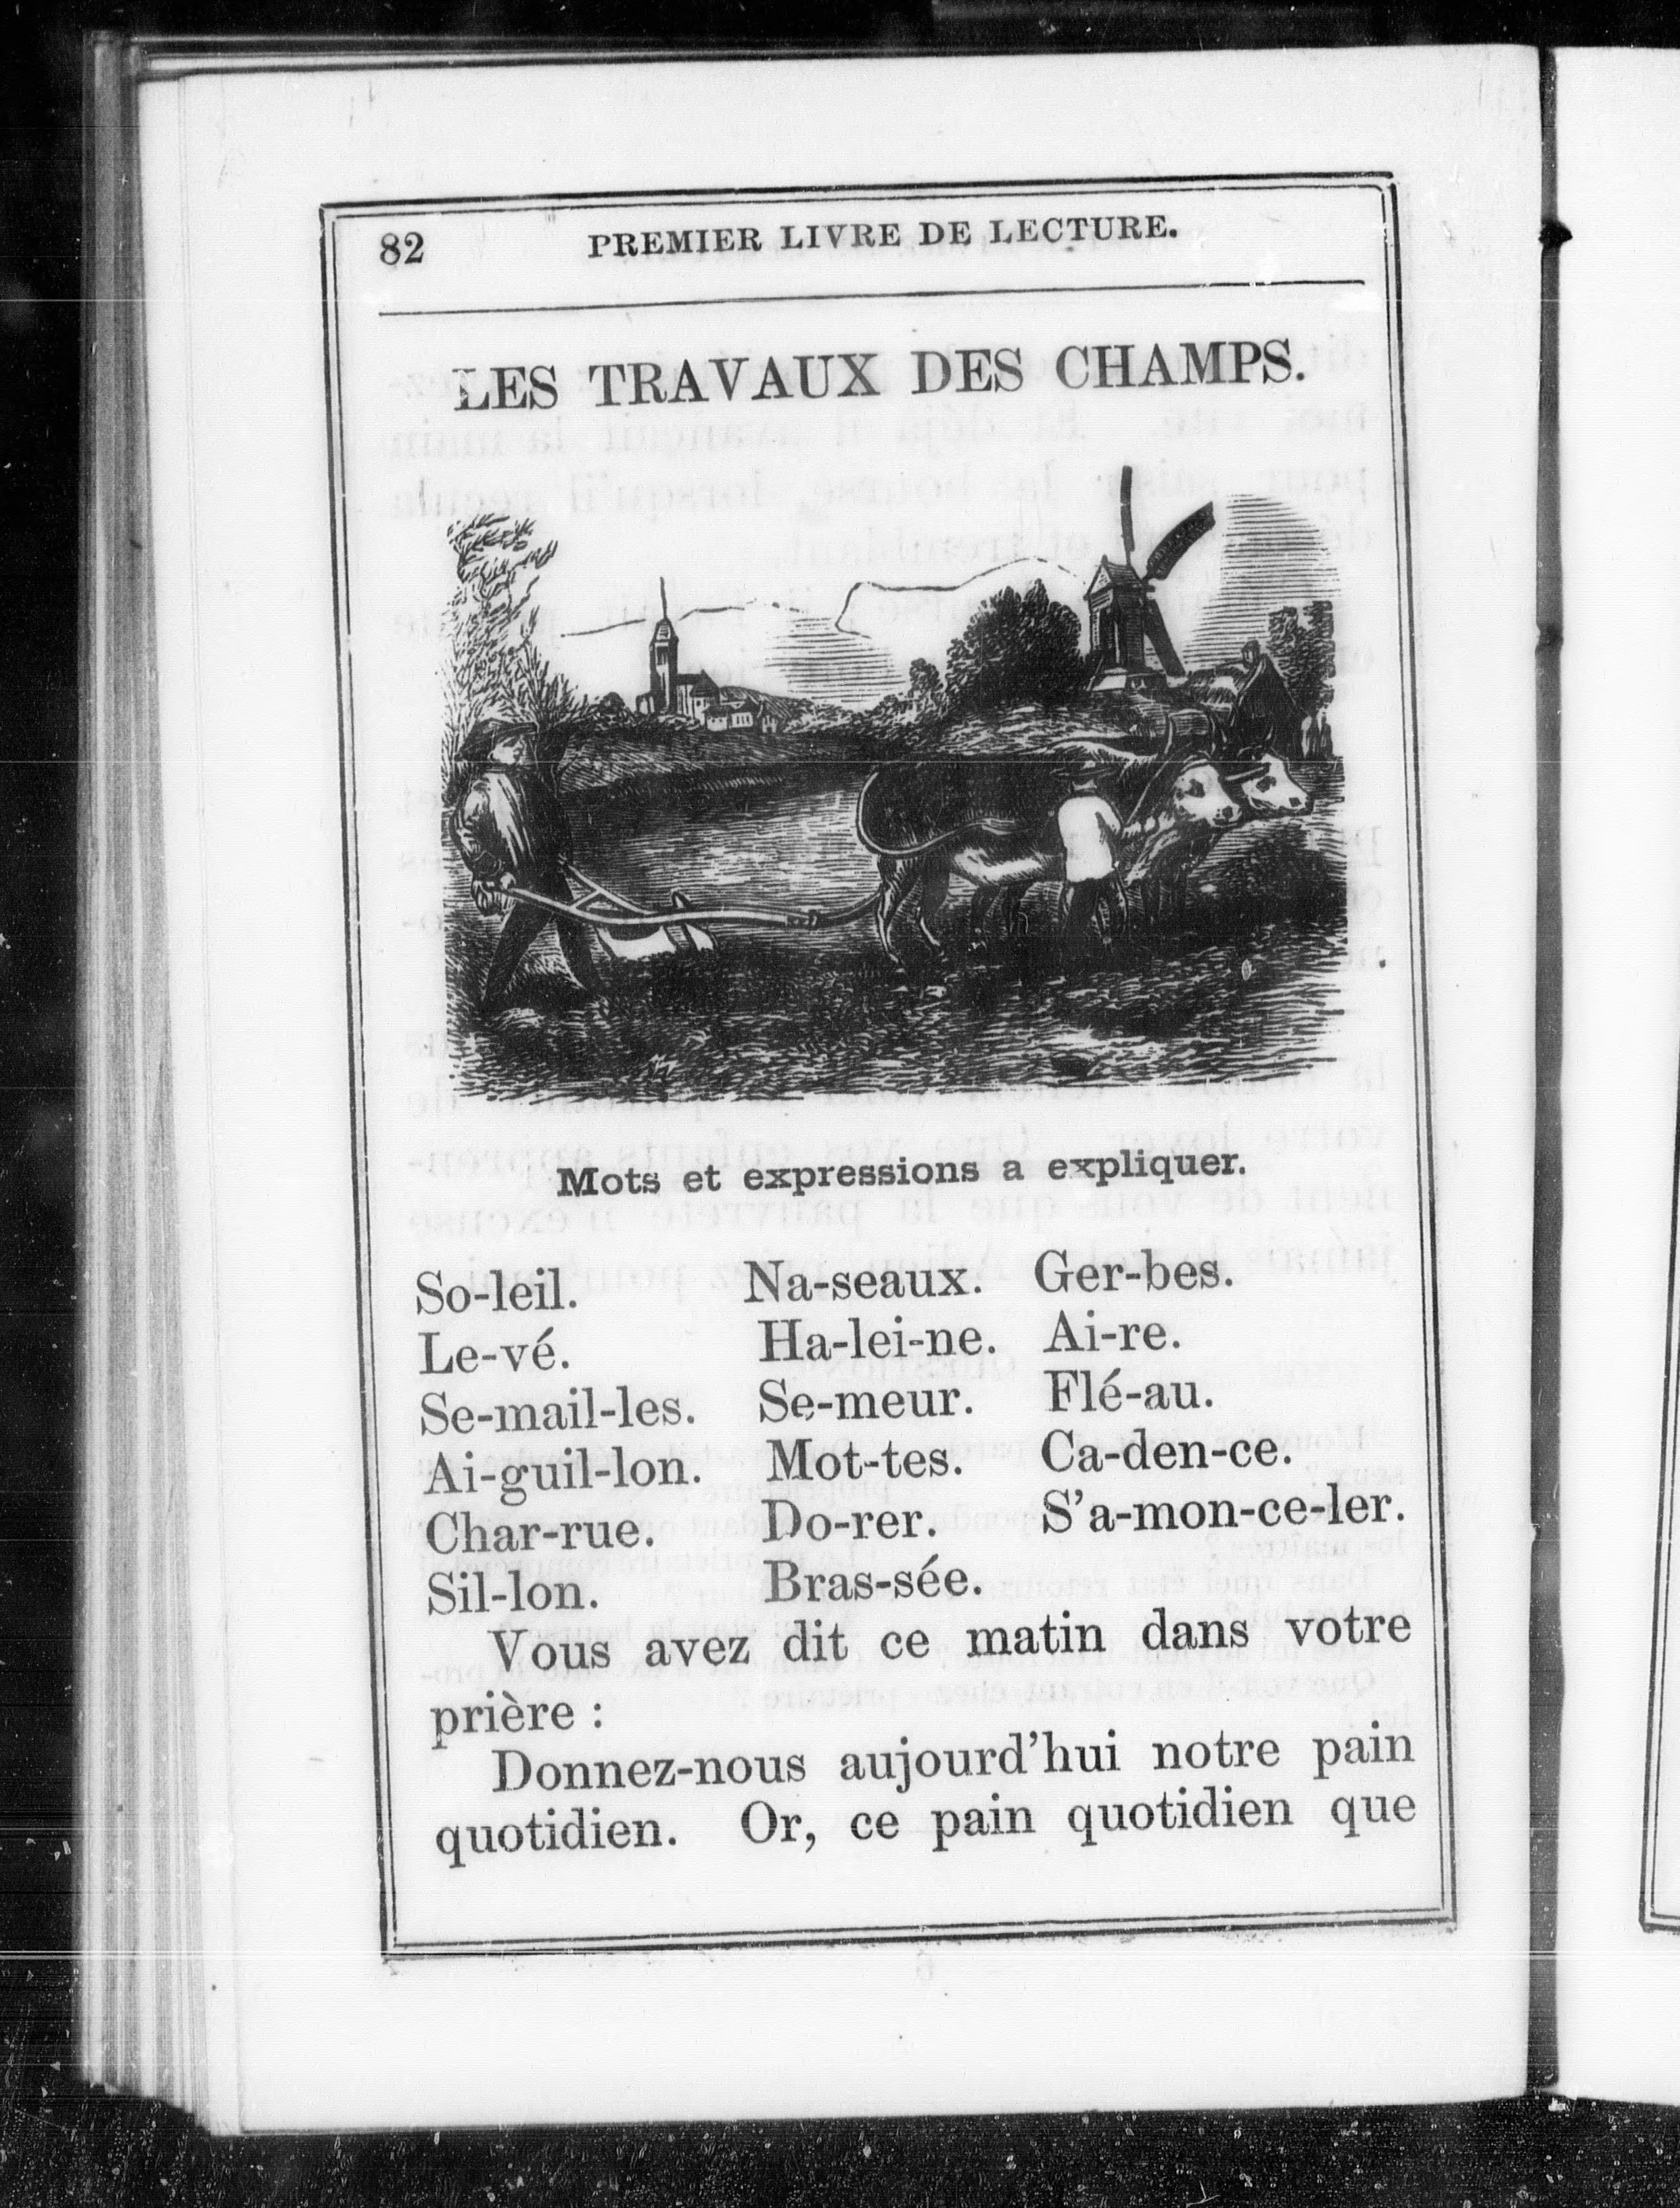 82 PREMIER LIVRE DE LECTURE.
LES TRAVAUX DES CHAMPS.
Mots et expressions a expliquer.
So-leil. Na-seaux. Ger-bes.
Le-vé. Ha-lei-ne. Ai-re.
Se-mail-les. Se-meur. Flé-au.
Ai-guil-lon. Mot-tes. Ca-den-ce.
Char-rue. Do-rer. S'a-mon-ce-ler.
Sil-lon. Bras-sée.
Vous avez dit ce matin dans votre
prière :
Donnez-nous aujourd'hui notre pain
quotidien. Or, ce pain quotidien que